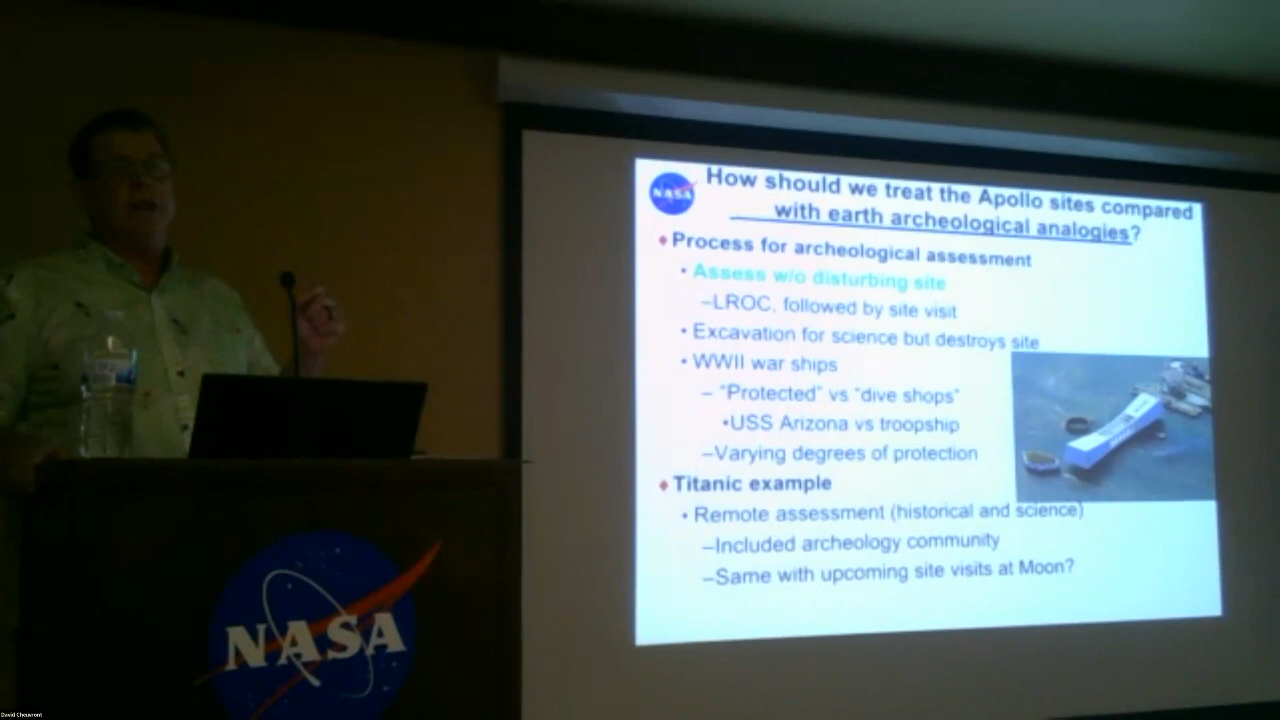 NASA
How should we treat the Apollo sites compared
with earth archeological analogies?
♦ Process for archeological assessment
• Assess w/o disturbing site
–LROC, followed by site visit
• Excavation for science but destroys site
• WWII war ships
– "Protected" vs "dive shops"
•USS Arizona vs troopship
–Varying degrees of protection
♦ Titanic example
• Remote assessment (historical and science)
–Included archeology community
–Same with upcoming site visits at Moon?
NASA
David Cheuvront